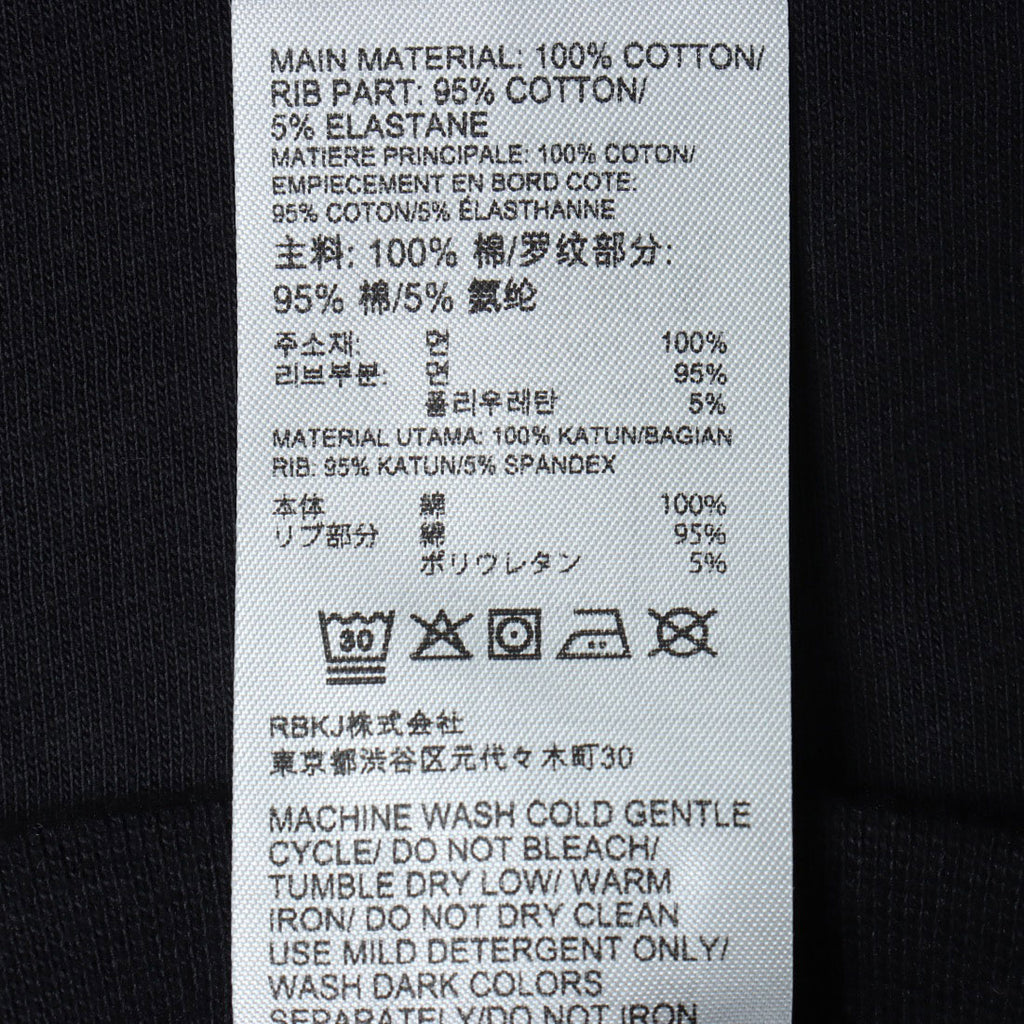 MAIN MATERIAL: 100% COTTON/
RIB PART: 95% COTTON/
5% ELASTANE
MATIERE PRINCIPALE: 100% COTON/
EMPIECEMENT EN BORD COTE:
95% COTON/5% ÉLASTHANNE
主料: 100% 棉/罗纹部分:
95% 棉/5% 氨纶
주소재: 면 100%
리브부분: 면 95%
폴리우레탄 5%
MATERIAL UTAMA: 100% KATUN/BAGIAN
RIB: 95% KATUN/5% SPANDEX
本体 綿 100%
リブ部分 綿 95%
ポリウレタン 5%
30
RBKJ株式会社
東京都渋谷区元代々木町30
MACHINE WASH COLD GENTLE
CYCLE/ DO NOT BLEACH/
TUMBLE DRY LOW/ WARM
IRON/ DO NOT DRY CLEAN
USE MILD DETERGENT ONLY/
WASH DARK COLORS
SEPARATELY/DO NOT IRON